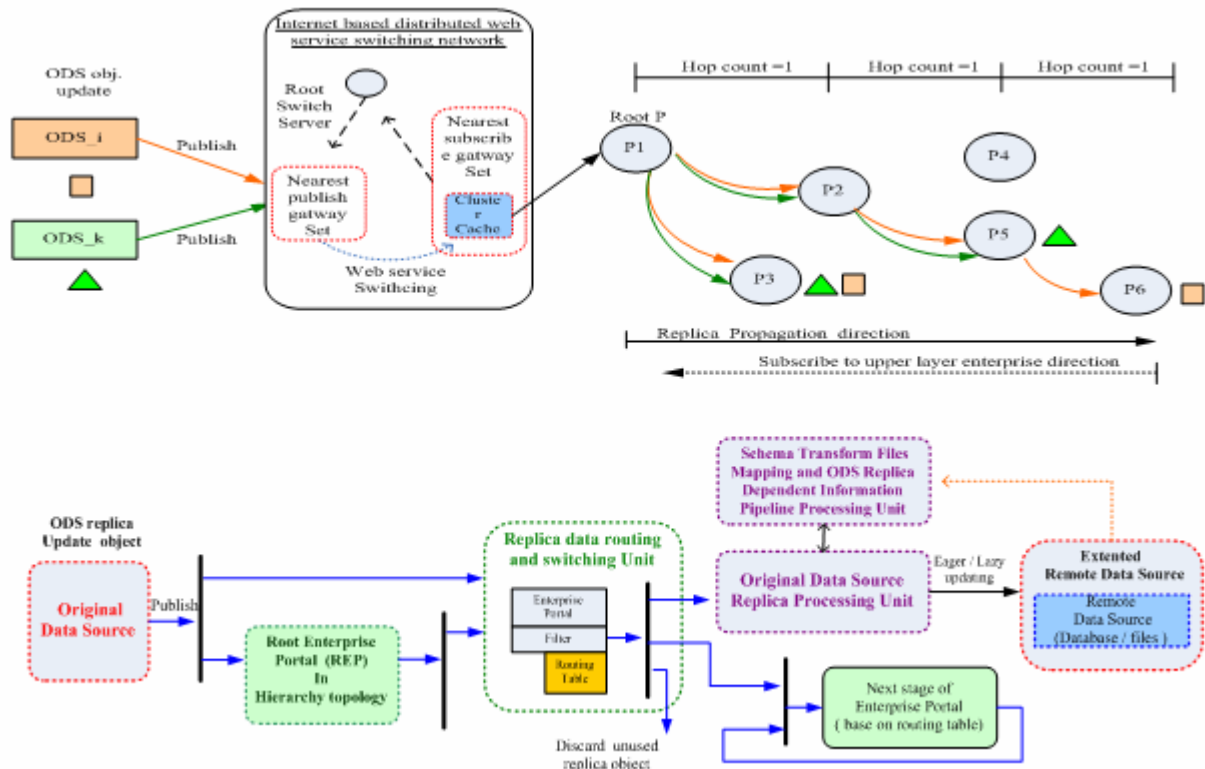 Internet based distributed web
service switching network
ODS obj.
update
ODS_i
Publish
ODS_k
Publish
Root
Switch
Server
Nearest
publish
gatway
Set
Nearest
subscrib
e gatway
Set
Cluste
r
Cache
Web service
Swithcing
Hop count =1
Hop count =1
Hop count =1
Root P
P1
P2
P3
P4
P5
P6
Replica Propagation direction
Subscribe to upper layer enterprise direction
ODS replica
Update object
Original
Data Source
Publish
Root Enterprise
Portal (REP)
In
Hierarchy topology
Replica data routing
and switching Unit
Enterprise
Portal
Filter
Routing
Table
Discard unused
replica object
Schema Transform Files
Mapping and ODS Replica
Dependent Information
Pipeline Processing Unit
Original Data Source
Replica Processing Unit
Eager / Lazy
updating
Extented
Remote Data Source
Remote
Data Source
(Database / files )
Next stage of
Enterprise Portal
( base on routing table)